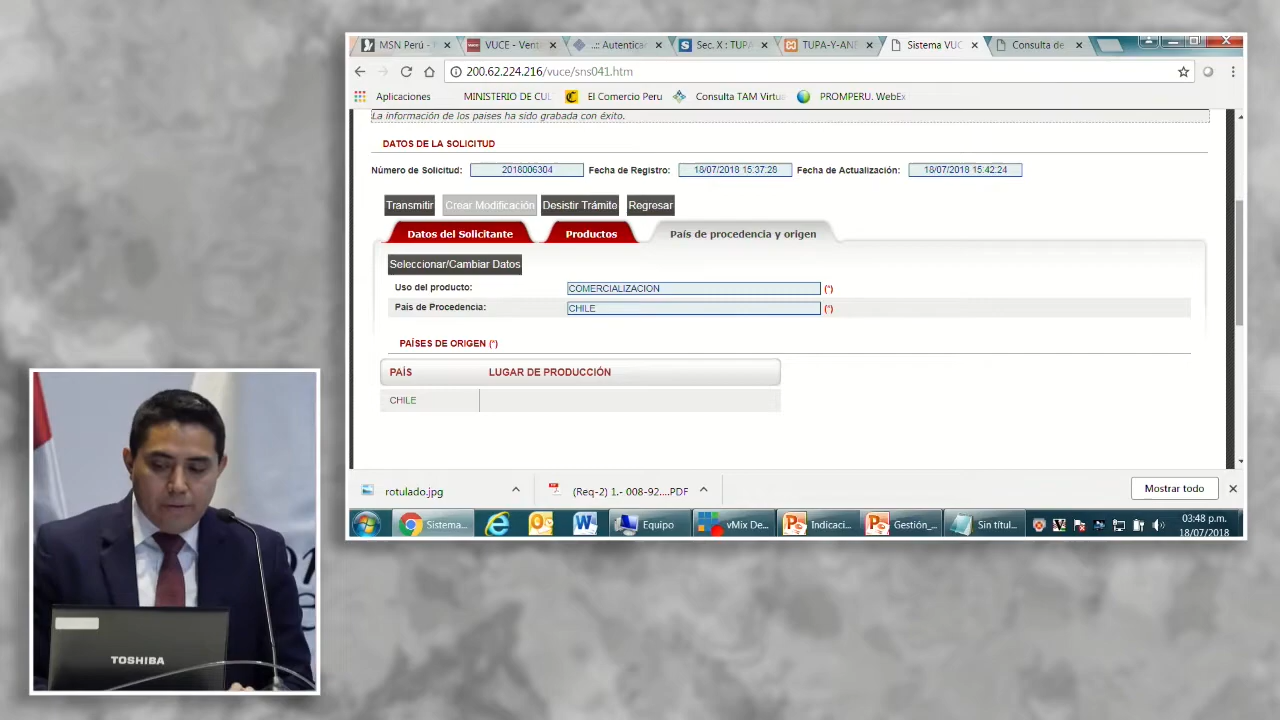 MSN Perú -
VUCE - Vent
..:: Autentica
Sec. X : TUPA
TUPA-Y-ANE
Sistema VUC
Consulta de
200.62.224.216/vuce/sns041.htm
Aplicaciones
MINISTERIO DE CUL
El Comercio Peru
Consulta TAM Virtu
PROMPERU. WebEx
La información de los paises ha sido grabada con éxito.
DATOS DE LA SOLICITUD
Número de Solicitud: 2018006304 Fecha de Registro: 18/07/2018 15:37:28 Fecha de Actualización: 18/07/2018 15:42:24
Transmitir Crear Modificación Desistir Trámite Regresar
Datos del Solicitante Productos País de procedencia y origen
Seleccionar/Cambiar Datos
Uso del producto: COMERCIALIZACION (*)
País de Procedencia: CHILE (*)
PAÍSES DE ORIGEN (*)
PAÍS LUGAR DE PRODUCCIÓN
CHILE
rotulado.jpg
(Req-2) 1.- 008-92....PDF
Mostrar todo
Sistema...
Equipo
vMix De...
Indicaci...
Gestión_...
Sin títul...
03:48 p.m.
18/07/2018
TOSHIBA